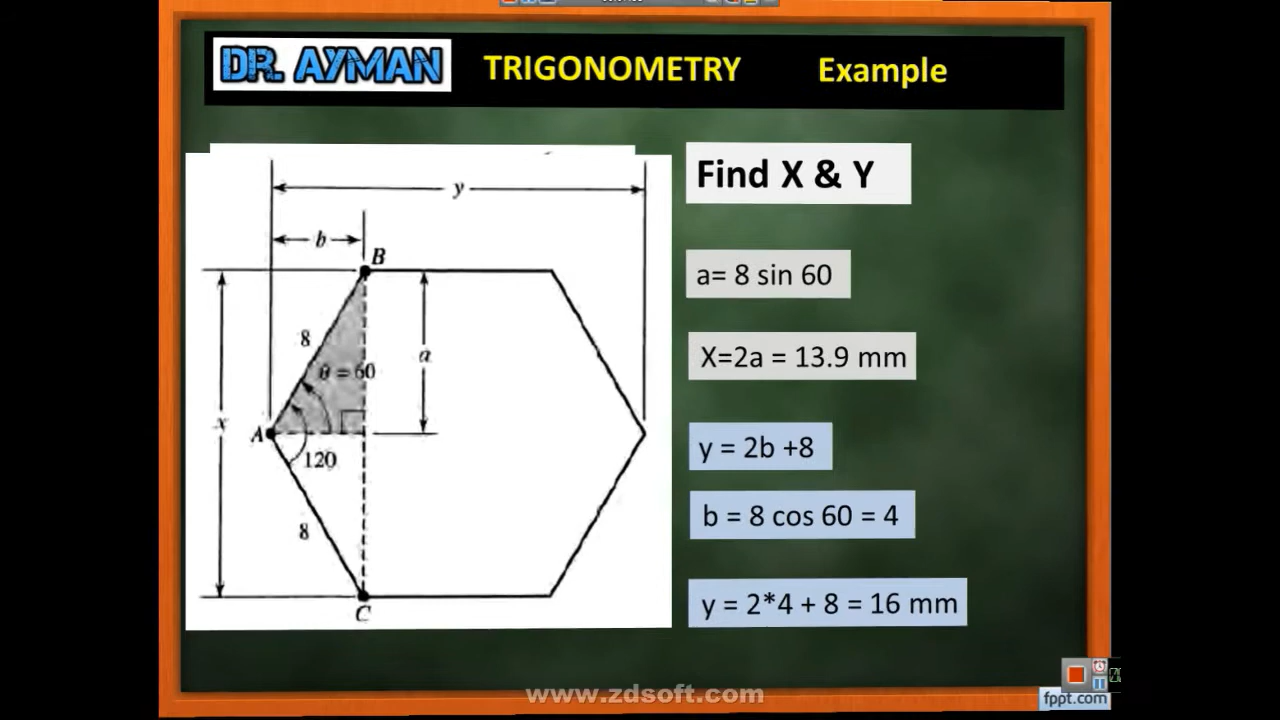 DR. AYMAN TRIGONOMETRY Example
Find X & Y
y
b
B
a= 8 sin 60
8
a
θ = 60
X=2a = 13.9 mm
x
A
120
y = 2b +8
8
b = 8 cos 60 = 4
C
y = 2*4 + 8 = 16 mm
www.zdsoft.com
fppt.com